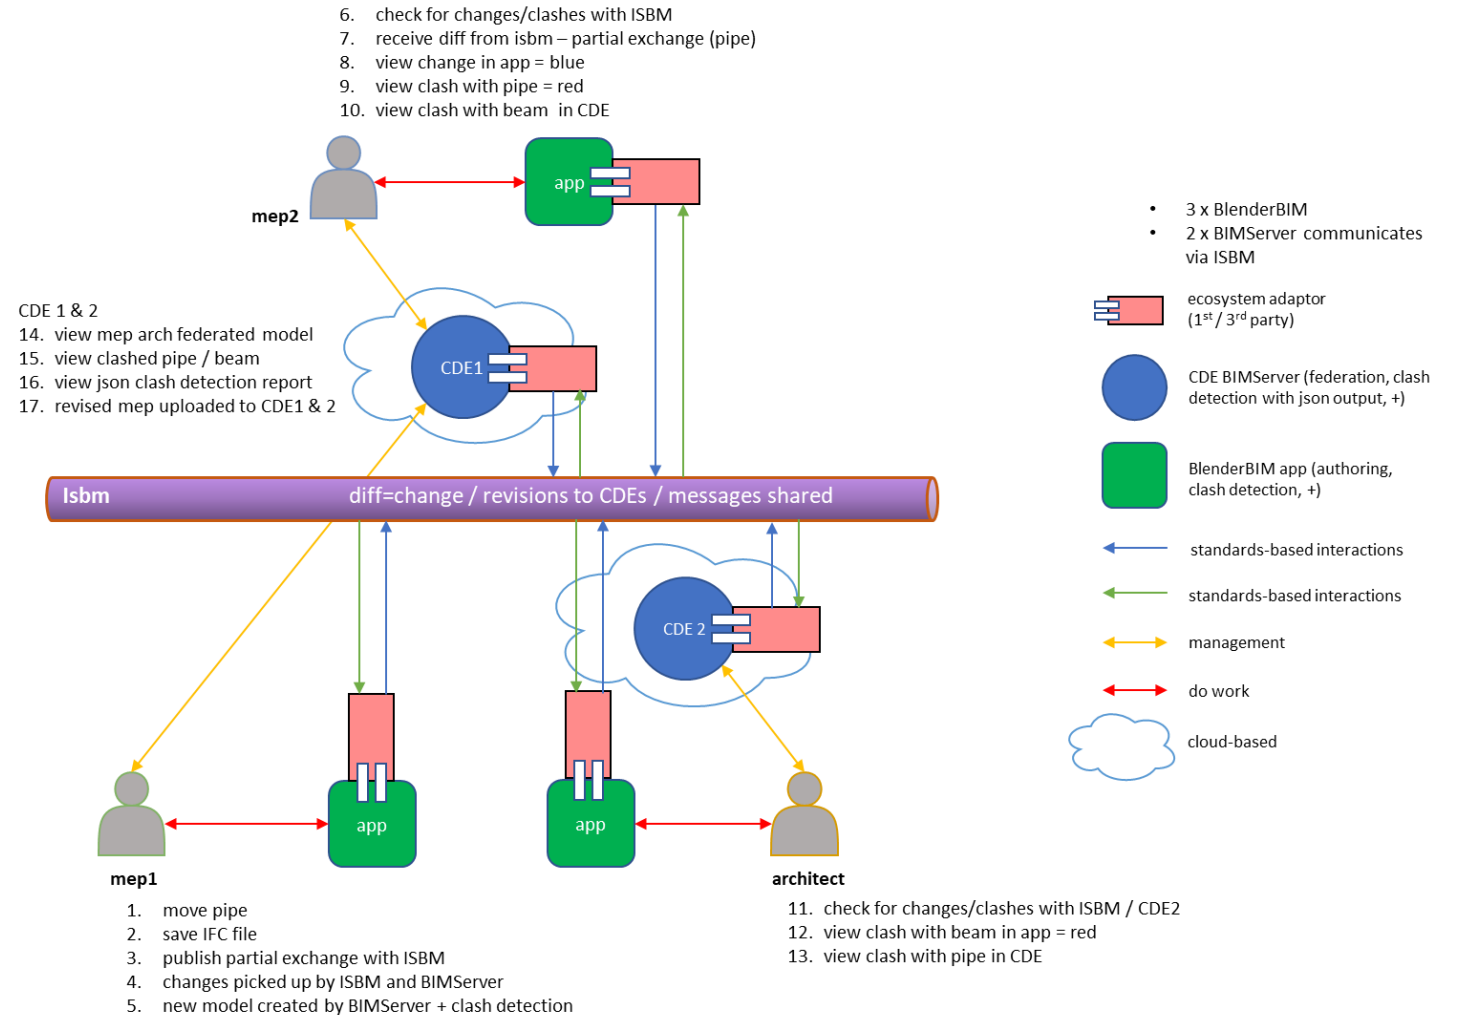 6. check for changes/clashes with ISBM
7. receive diff from isbm – partial exchange (pipe)
8. view change in app = blue
9. view clash with pipe = red
10. view clash with beam in CDE
app
mep2
• 3 x BlenderBIM
• 2 x BIMServer communicates
via ISBM
ecosystem adaptor
(1st / 3rd party)
CDE 1 & 2
14. view mep arch federated model
15. view clashed pipe / beam
16. view json clash detection report
17. revised mep uploaded to CDE1 & 2
CDE1
CDE BIMServer (federation, clash
detection with json output, +)
BlenderBIM app (authoring,
clash detection, +)
Isbm diff=change / revisions to CDEs / messages shared
standards-based interactions
standards-based interactions
management
do work
cloud-based
CDE 2
app
app
mep1
1. move pipe
2. save IFC file
3. publish partial exchange with ISBM
4. changes picked up by ISBM and BIMServer
5. new model created by BIMServer + clash detection
architect
11. check for changes/clashes with ISBM / CDE2
12. view clash with beam in app = red
13. view clash with pipe in CDE